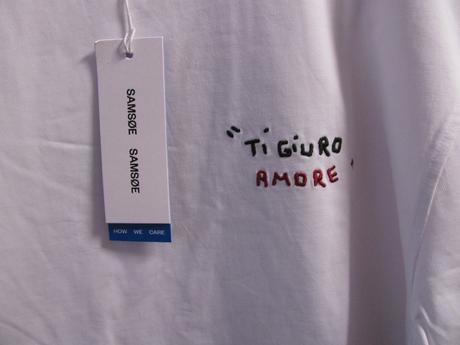 SAMSØE SAMSØE
HOW WE CARE
"TI GIURO
AMORE